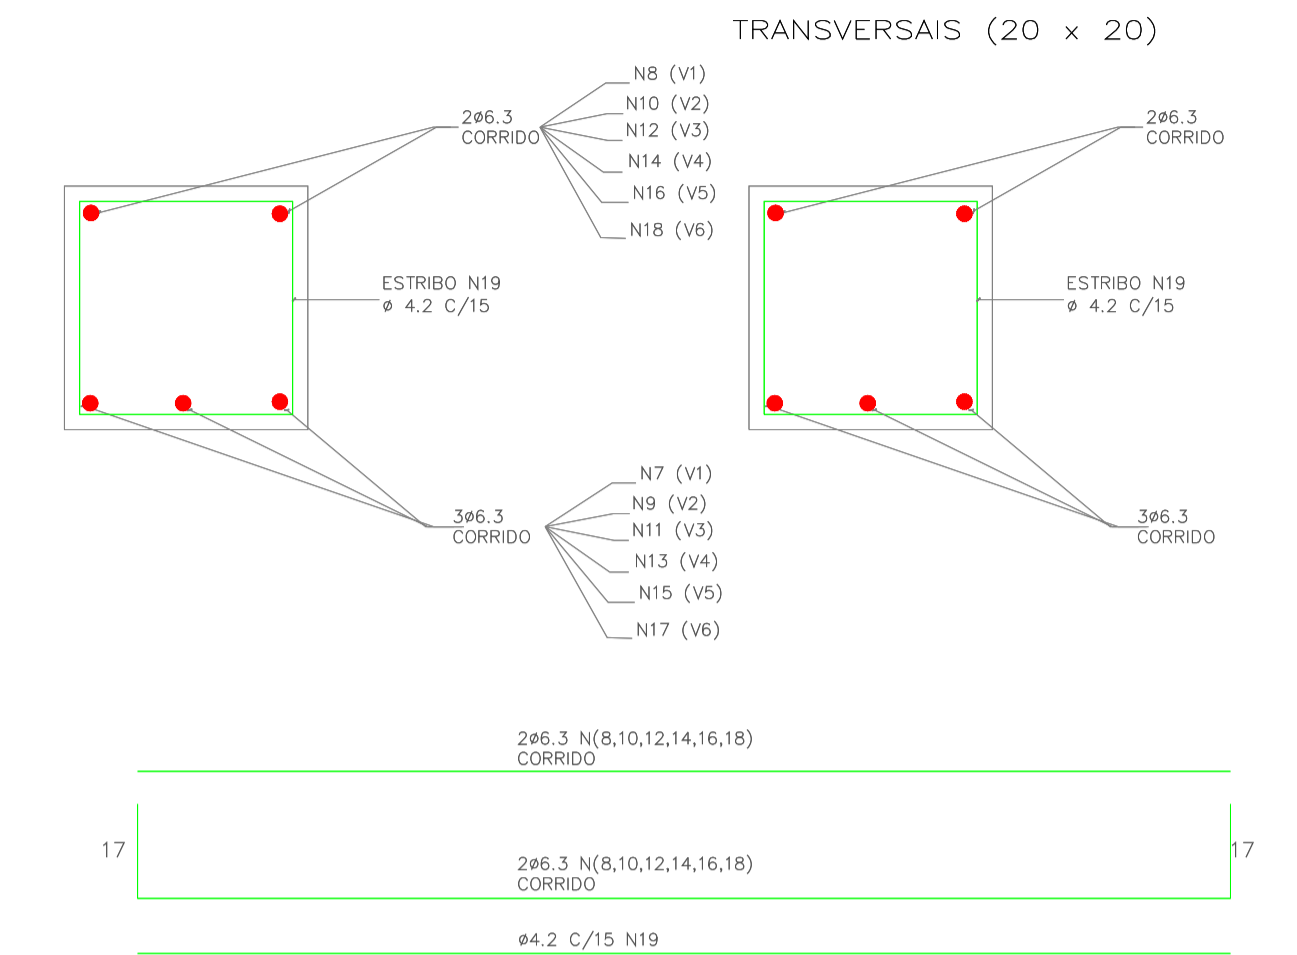 TRANSVERSAIS (20 x 20)
N8 (V1)
N10 (V2)
N12 (V3)
N14 (V4)
N16 (V5)
N18 (V6)
2ø6.3
CORRIDO
2ø6.3
CORRIDO
ESTRIBO N19
ø 4.2 C/15
ESTRIBO N19
ø 4.2 C/15
N7 (V1)
N9 (V2)
N11 (V3)
N13 (V4)
N15 (V5)
N17 (V6)
3ø6.3
CORRIDO
3ø6.3
CORRIDO
2ø6.3 N(8,10,12,14,16,18)
CORRIDO
17
17
2ø6.3 N(8,10,12,14,16,18)
CORRIDO
ø4.2 C/15 N19